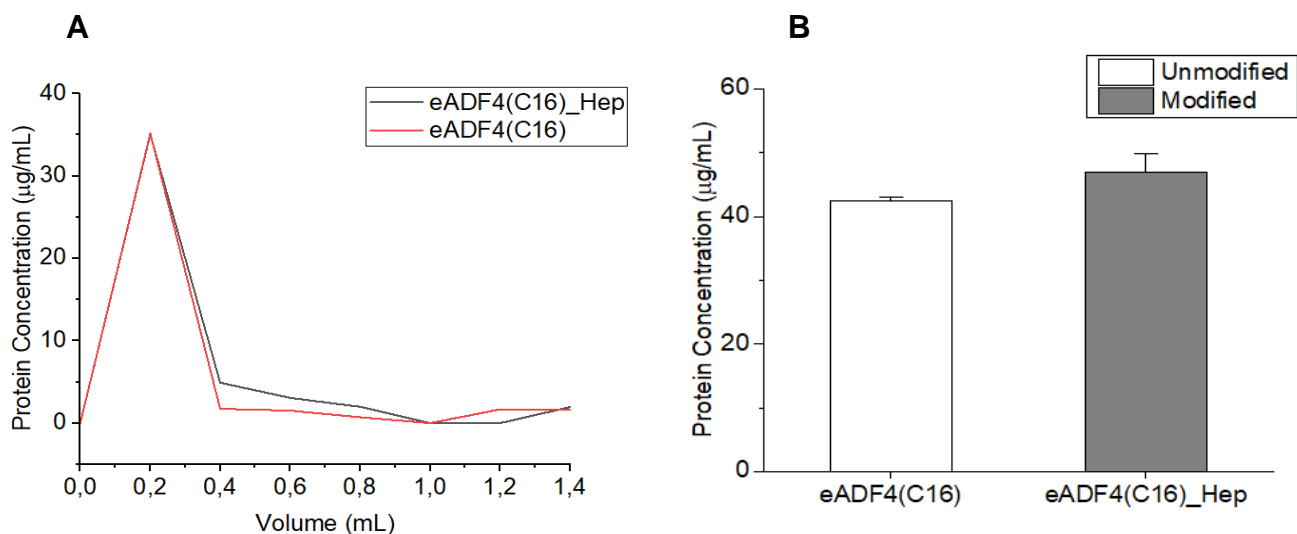 A
40
30
20
10
0
Protein Concentration (μg/mL)
eADF4(C16)_Hep
eADF4(C16)
0,0 0,2 0,4 0,6 0,8 1,0 1,2 1,4
Volume (mL)
B
60
40
20
0
Protein Concentration (μg/mL)
Unmodified
Modified
eADF4(C16) eADF4(C16)_Hep